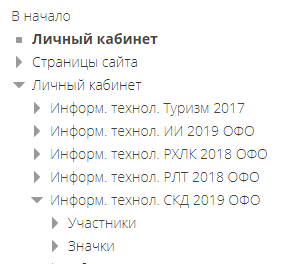 В начало
Личный кабинет
Страницы сайта
Личный кабинет
Информ. технол. Туризм 2017
Информ. технол. ИИ 2019 ОФО
Информ. технол. РХЛК 2018 ОФО
Информ. технол. РЛТ 2018 ОФО
Информ. технол. СКД 2019 ОФО
Участники
Значки